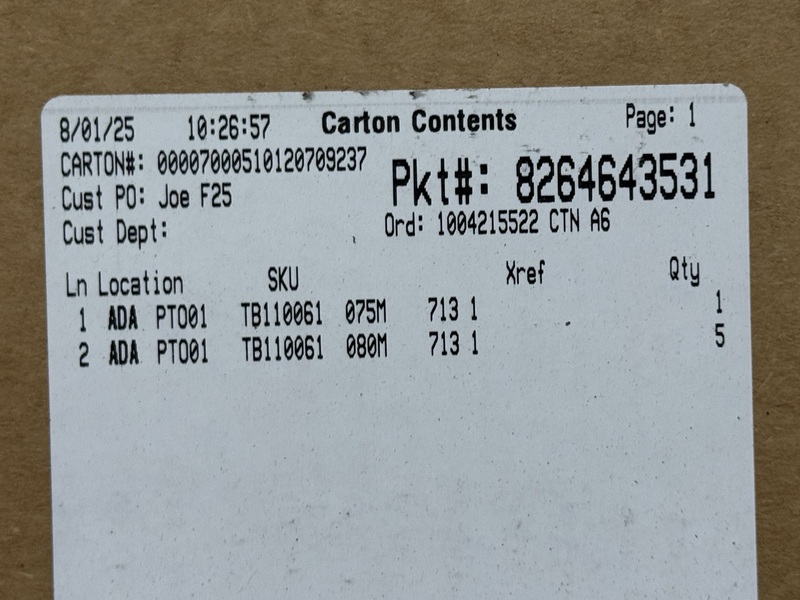 8/01/25 10:26:57 Carton Contents Page: 1
CARTON#: 00007000510120709237
Pkt#: 8264643531
Cust PO: Joe F25
Ord: 1004215522 CTN A6
Cust Dept:
Ln Location SKU Xref Qty
1 ADA PT001 TB110061 075M 713 1 1
2 ADA PT001 TB110061 080M 713 1 5